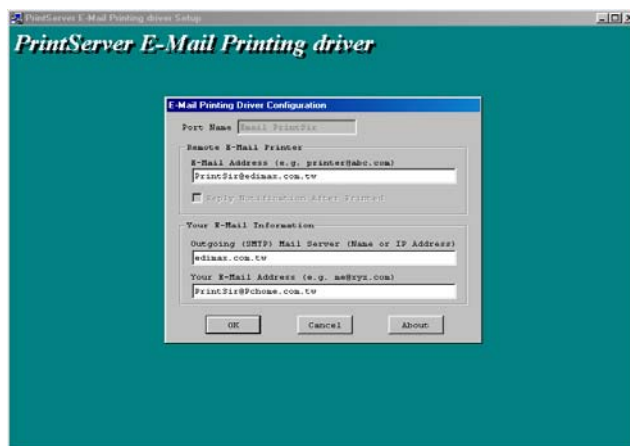 PrintServer E-Mail Printing driver Setup
PrintServer E-Mail Printing driver
E-Mail Printing Driver Configuration
Port Name Email PrintSir
Remote E-Mail Printer
E-Mail Address (e.g. printer@abc.com)
PrintSir@edimax.com.tw
Reply Notification After Printed
Your E-Mail Information
Outgoing (SMTP) Mail Server (Name or IP Address)
edimax.com.tw
Your E-Mail Address (e.g. me@xyz.com)
PrintSir@Pchome.com.tw
OK Cancel About